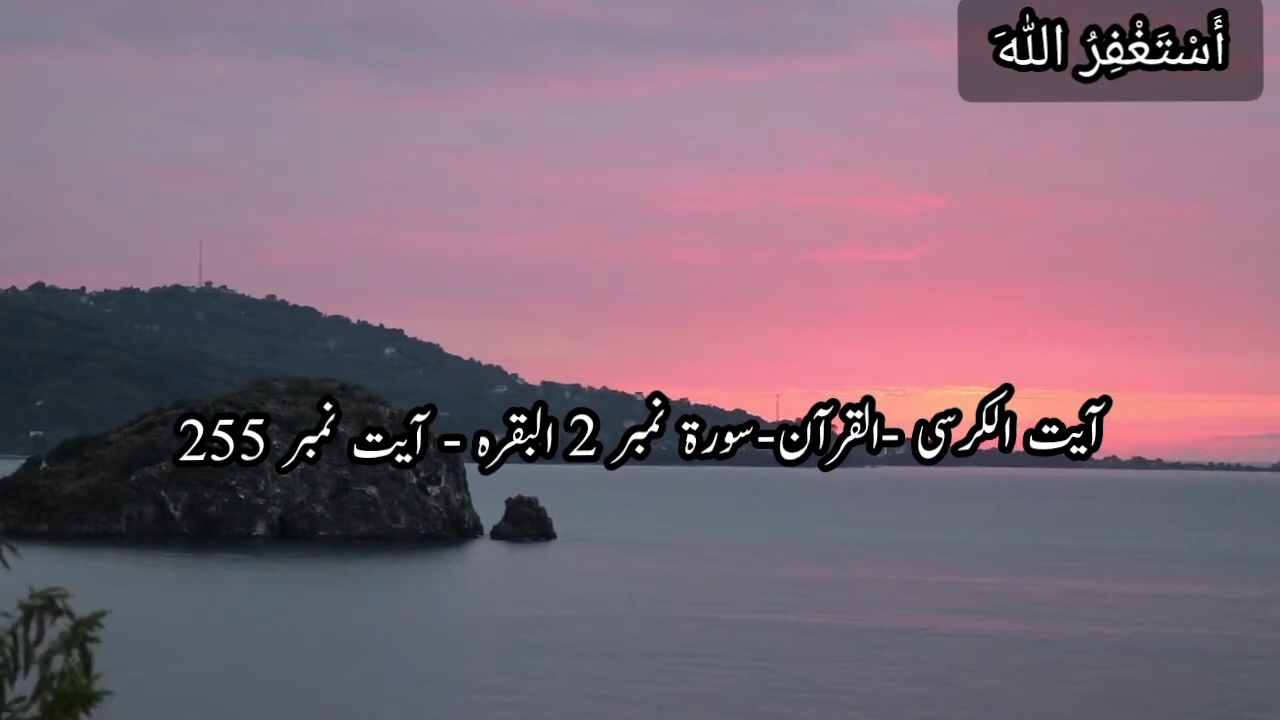 أَسْتَغْفِرُ اللّٰهَ
آیت الکرسی -القرآن-سورۃ نمبر 2 البقرہ - آیت نمبر 255